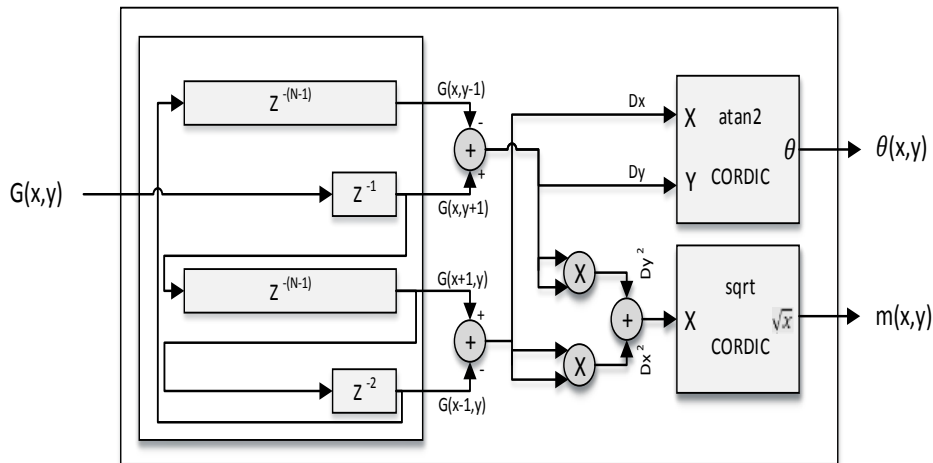 G(x,y)
Z -(N-1)
Z -1
Z -(N-1)
Z -2
G(x,y-1)
-
+
+
G(x,y+1)
G(x+1,y)
+
+
-
G(x-1,y)
Dx
Dy
X
Dy 2
+
Dx 2
X
X
atan2
θ
Y
CORDIC
sqrt
X
√x
CORDIC
θ(x,y)
m(x,y)